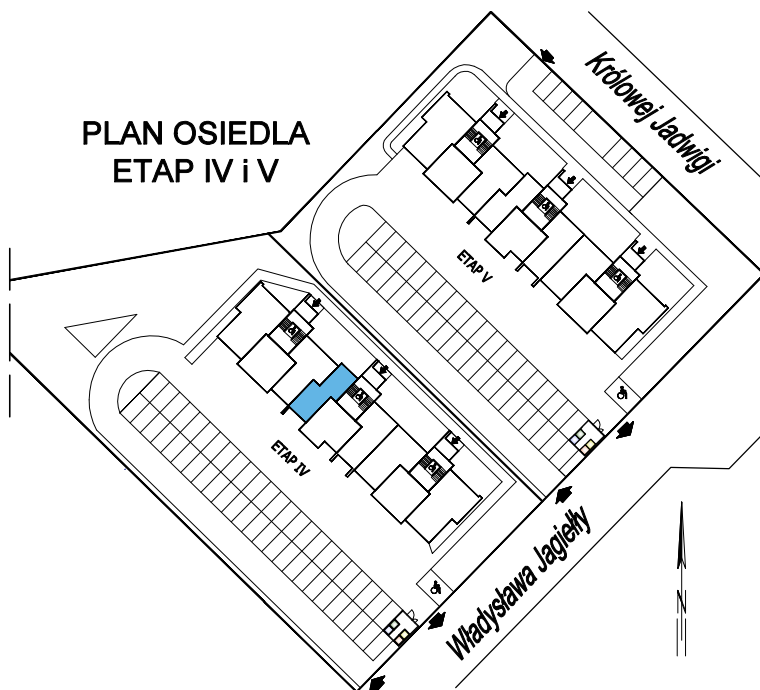 PLAN OSIEDLA
ETAP IV i V
Królowej Jadwigi
ETAP V
ETAP IV
Władysława Jagiełły
N